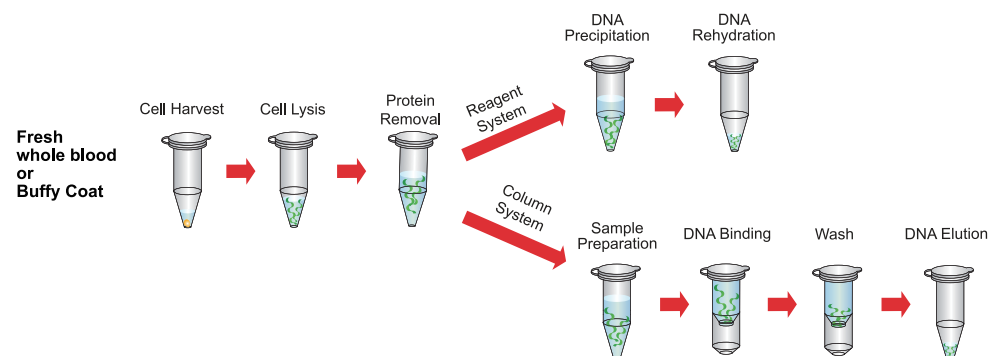 Fresh
whole blood
or
Buffy Coat
Cell Harvest
Cell Lysis
Protein
Removal
Reagent
System
DNA
Precipitation
DNA
Rehydration
Column
System
Sample
Preparation
DNA Binding
Wash
DNA Elution